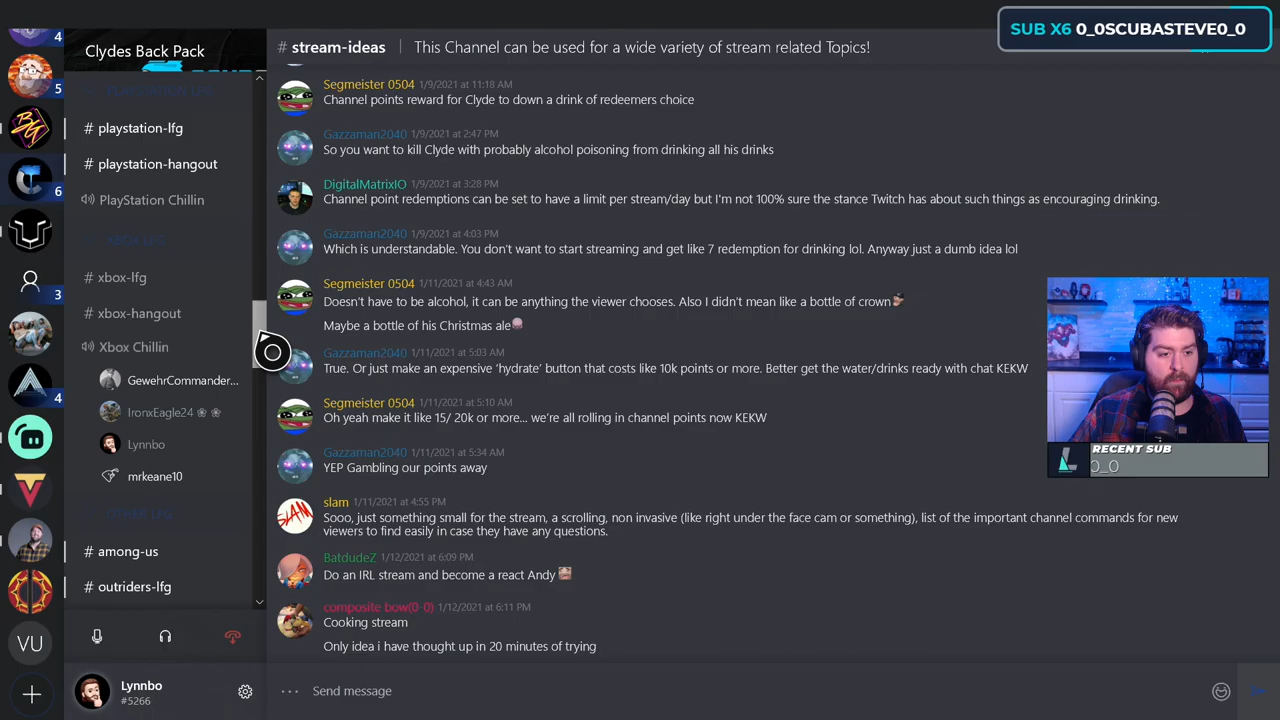 SUB X6 0_0SCUBASTEVE0_0
4
5
6
3
4
VU
Clydes Back Pack
PLAYSTATION LFG
# playstation-lfg
# playstation-hangout
PlayStation Chillin
XBOX LFG
# xbox-lfg
# xbox-hangout
Xbox Chillin
GewehrCommander...
IronxEagle24
Lynnbo
mrkeane10
OTHER LFG
# among-us
# outriders-lfg
Lynnbo
#5266
# stream-ideas
This Channel can be used for a wide variety of stream related Topics!
Segmeister 0504 1/9/2021 at 11:18 AM
Channel points reward for Clyde to down a drink of redeemers choice
Gazzaman2040 1/9/2021 at 2:47 PM
So you want to kill Clyde with probably alcohol poisoning from drinking all his drinks
DigitalMatrixIO 1/9/2021 at 3:28 PM
Channel point redemptions can be set to have a limit per stream/day but I'm not 100% sure the stance Twitch has about such things as encouraging drinking.
Gazzaman2040 1/9/2021 at 4:03 PM
Which is understandable. You don't want to start streaming and get like 7 redemption for drinking lol. Anyway just a dumb idea lol
Segmeister 0504 1/11/2021 at 4:43 AM
Doesn't have to be alcohol, it can be anything the viewer chooses. Also I didn't mean like a bottle of crown
Maybe a bottle of his Christmas ale
Gazzaman2040 1/11/2021 at 5:03 AM
True. Or just make an expensive 'hydrate' button that costs like 10k points or more. Better get the water/drinks ready with chat KEKW
Segmeister 0504 1/11/2021 at 5:10 AM
Oh yeah make it like 15/ 20k or more... we're all rolling in channel points now KEKW
Gazzaman2040 1/11/2021 at 5:34 AM
YEP Gambling our points away
slam 1/11/2021 at 4:55 PM
Sooo, just something small for the stream, a scrolling, non invasive (like right under the face cam or something), list of the important channel commands for new
viewers to find easily in case they have any questions.
BatdudeZ 1/12/2021 at 6:09 PM
Do an IRL stream and become a react Andy
composite bow(0-0) 1/12/2021 at 6:11 PM
Cooking stream
Only idea i have thought up in 20 minutes of trying
Send message
RECENT SUB
0_0